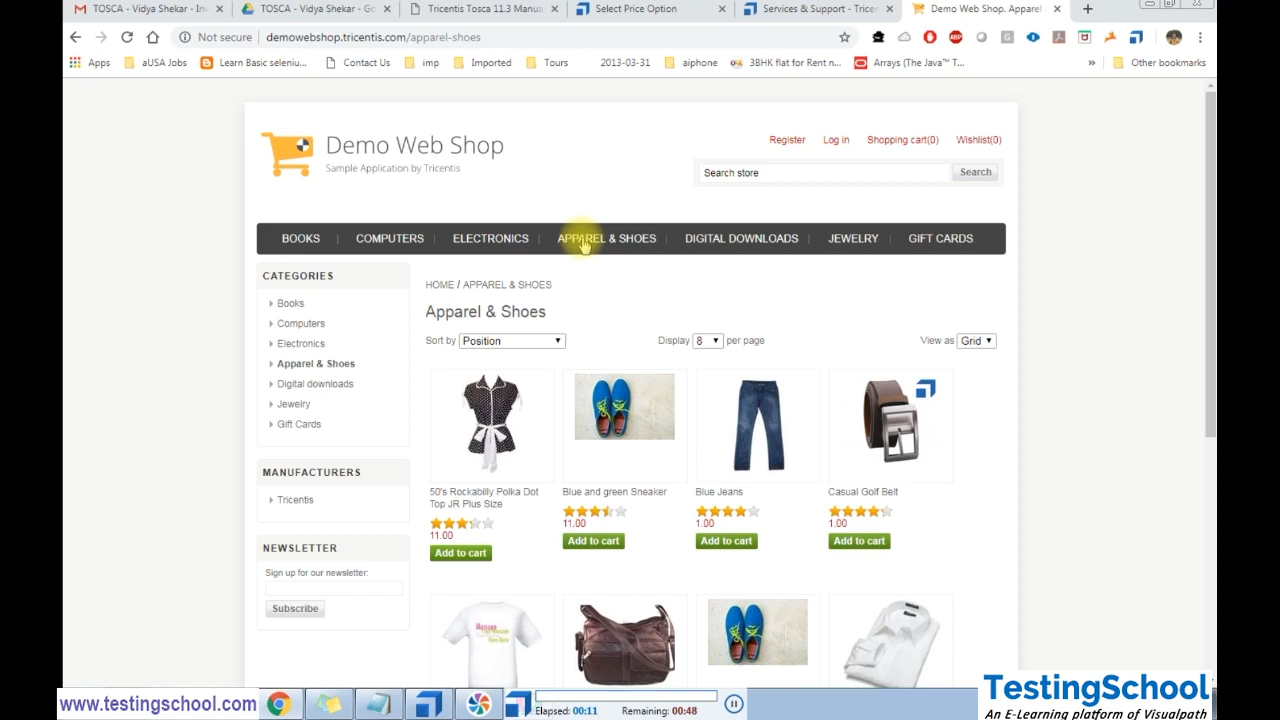 TOSCA - Vidya Shekar - In
TOSCA - Vidya Shekar - Go
Tricentis Tosca 11.3 Manua
Select Price Option
Services & Support - Tricen
Demo Web Shop. Apparel
Not secure
demowebshop.tricentis.com/apparel-shoes
Apps
aUSA Jobs
Learn Basic seleniu...
Contact Us
imp
Imported
Tours
2013-03-31
aiphone
3BHK flat for Rent n...
Arrays (The Java™ T...
»
Other bookmarks
Demo Web Shop
Sample Application by Tricentis
Register
Log in
Shopping cart(0)
Wishlist(0)
Search store
Search
BOOKS
COMPUTERS
ELECTRONICS
APPAREL & SHOES
DIGITAL DOWNLOADS
JEWELRY
GIFT CARDS
CATEGORIES
Books
Computers
Electronics
Apparel & Shoes
Digital downloads
Jewelry
Gift Cards
MANUFACTURERS
Tricentis
NEWSLETTER
Sign up for our newsletter:
Subscribe
HOME / APPAREL & SHOES
Apparel & Shoes
Sort by Position
Display 8 per page
View as Grid
50's Rockabilly Polka Dot
Top JR Plus Size
11.00
Add to cart
Blue and green Sneaker
11.00
Add to cart
Blue Jeans
1.00
Add to cart
Casual Golf Belt
1.00
Add to cart
www.testingschool.com
Elapsed: 00:11
Remaining: 00:48
TestingSchool
An E-Learning platform of Visualpath